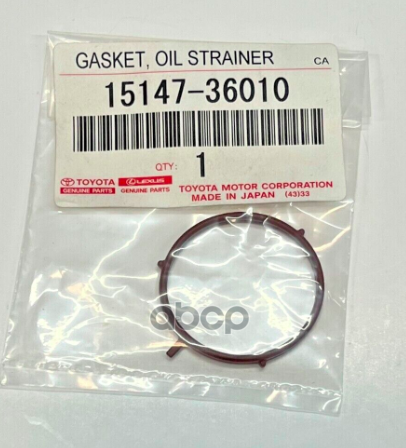 GASKET, OIL STRAINER CA
15147-36010
QTY: 1
TOYOTA LEXUS TOYOTA MOTOR CORPORATION
GENUINE PARTS GENUINE PARTS MADE IN JAPAN (43)33
abcp